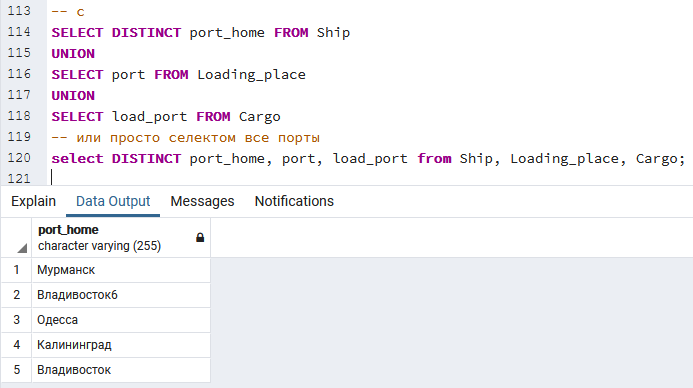 113 -- с
114 SELECT DISTINCT port_home FROM Ship
115 UNION
116 SELECT port FROM Loading_place
117 UNION
118 SELECT load_port FROM Cargo
119 -- или просто селектом все порты
120 select DISTINCT port_home, port, load_port from Ship, Loading_place, Cargo;
121
Explain Data Output Messages Notifications
port_home
character varying (255)
1 Мурманск
2 Владивосток6
3 Одесса
4 Калининград
5 Владивосток